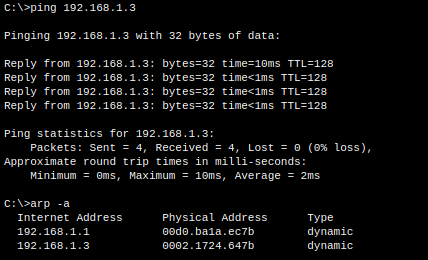 C:\>ping 192.168.1.3
Pinging 192.168.1.3 with 32 bytes of data:
Reply from 192.168.1.3: bytes=32 time=10ms TTL=128
Reply from 192.168.1.3: bytes=32 time<1ms TTL=128
Reply from 192.168.1.3: bytes=32 time<1ms TTL=128
Reply from 192.168.1.3: bytes=32 time<1ms TTL=128
Ping statistics for 192.168.1.3:
Packets: Sent = 4, Received = 4, Lost = 0 (0% loss),
Approximate round trip times in milli-seconds:
Minimum = 0ms, Maximum = 10ms, Average = 2ms
C:\>arp -a
Internet Address Physical Address Type
192.168.1.1 00d0.ba1a.ec7b dynamic
192.168.1.3 0002.1724.647b dynamic